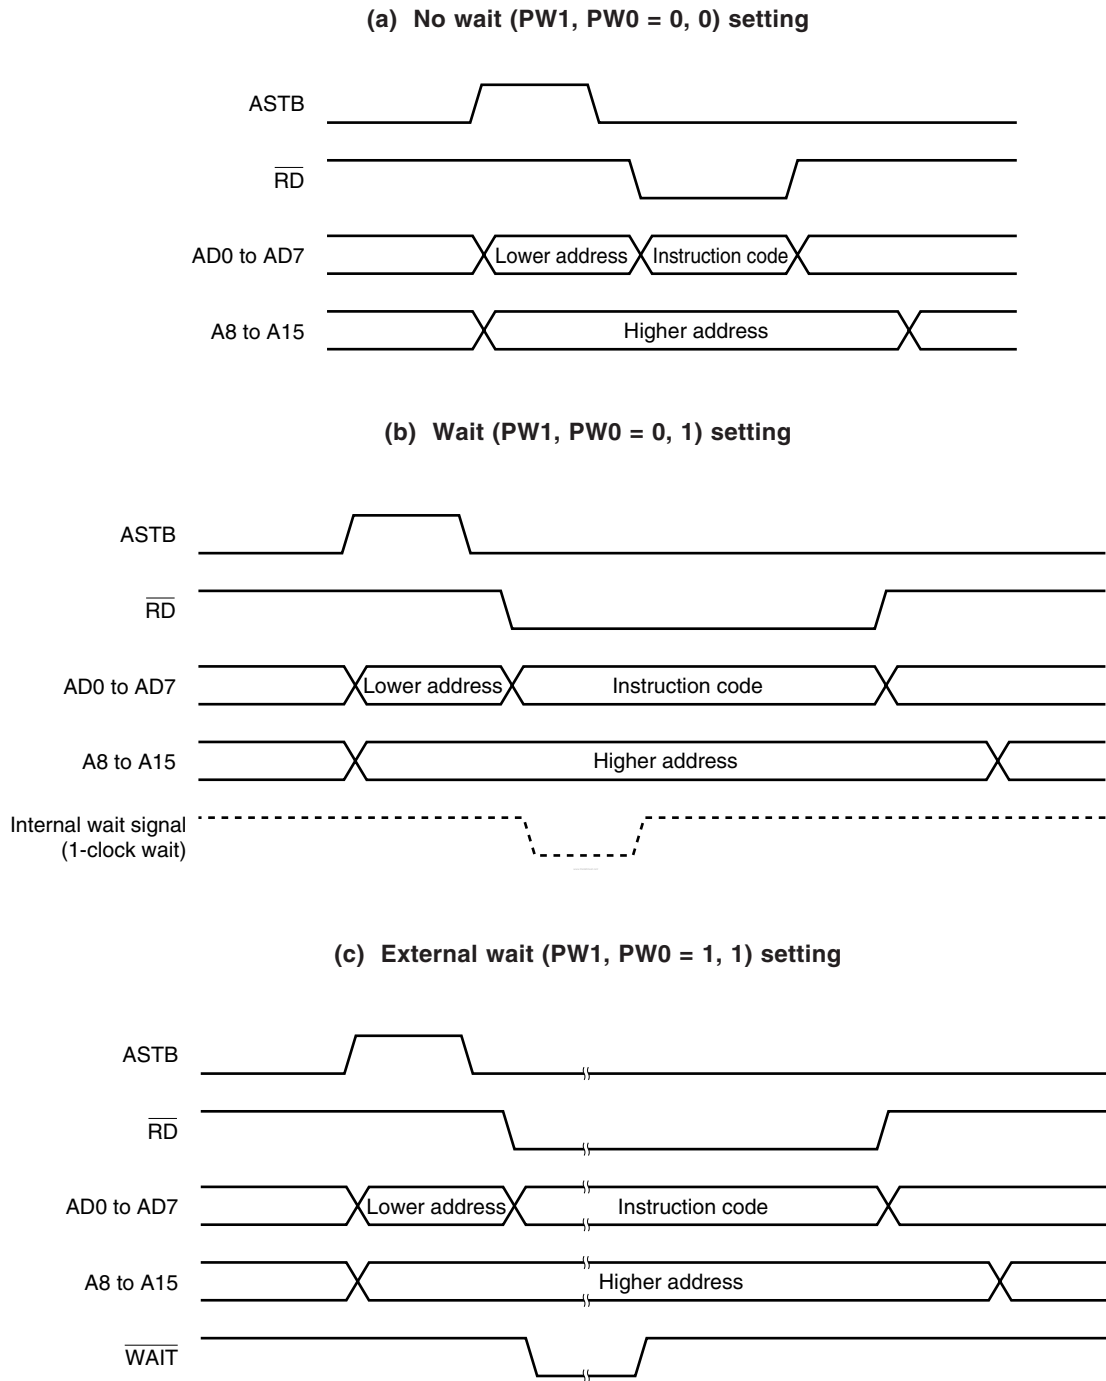 (a) No wait (PW1, PW0 = 0, 0) setting
ASTB
RD
AD0 to AD7
Lower address
Instruction code
A8 to A15
Higher address
(b) Wait (PW1, PW0 = 0, 1) setting
ASTB
RD
AD0 to AD7
Lower address
Instruction code
A8 to A15
Higher address
Internal wait signal
(1-clock wait)
(c) External wait (PW1, PW0 = 1, 1) setting
ASTB
RD
AD0 to AD7
Lower address
Instruction code
A8 to A15
Higher address
WAIT